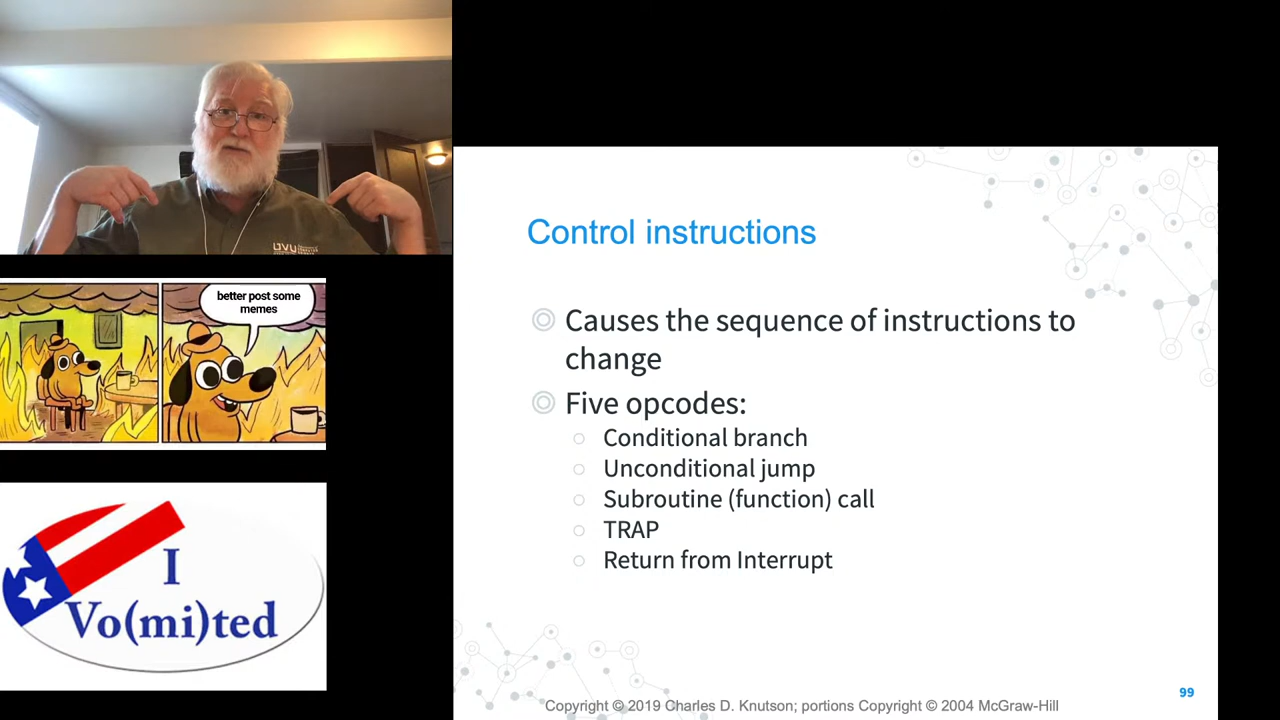 UVU
better post some
memes
I
Vo(mi)ted
Control instructions
Causes the sequence of instructions to
change
Five opcodes:
Conditional branch
Unconditional jump
Subroutine (function) call
TRAP
Return from Interrupt
99
Copyright © 2019 Charles D. Knutson; portions Copyright © 2004 McGraw-Hill